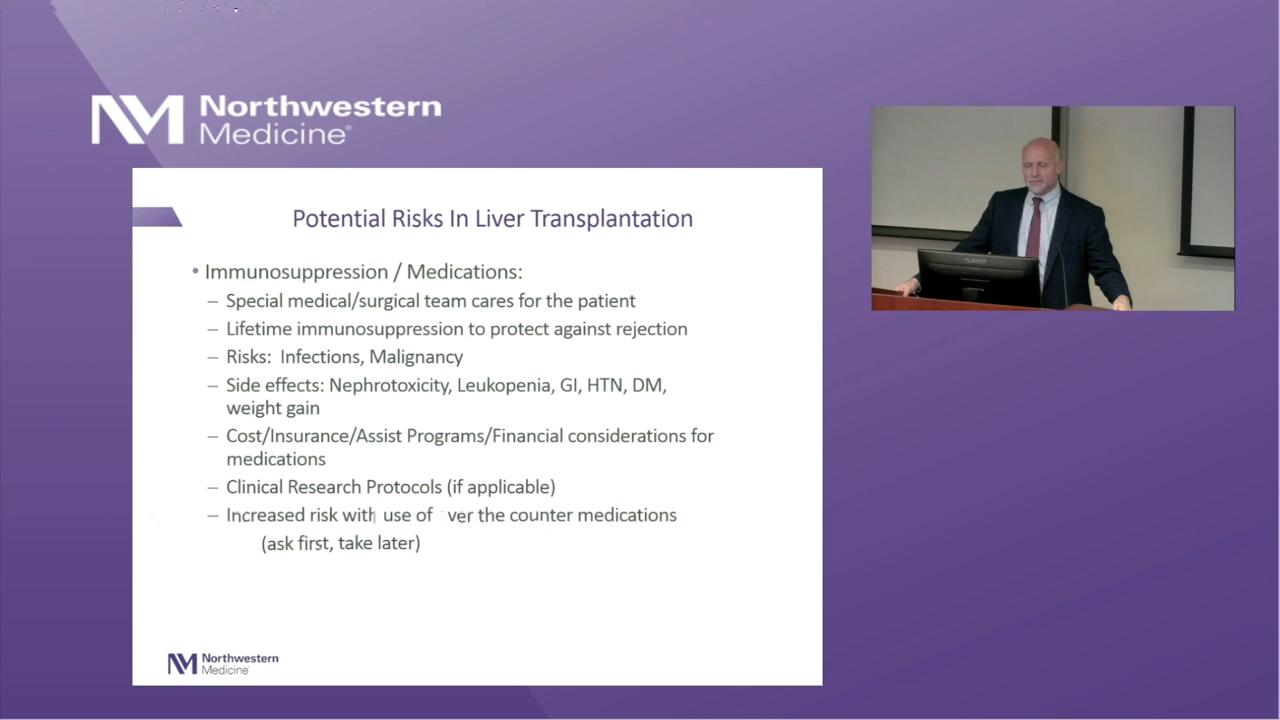 Northwestern
Medicine®
Potential Risks In Liver Transplantation
• Immunosuppression / Medications:
– Special medical/surgical team cares for the patient
– Lifetime immunosuppression to protect against rejection
– Risks: Infections, Malignancy
– Side effects: Nephrotoxicity, Leukopenia, GI, HTN, DM,
weight gain
– Cost/Insurance/Assist Programs/Financial considerations for
medications
– Clinical Research Protocols (if applicable)
– Increased risk with use of ver the counter medications
(ask first, take later)
Northwestern
Medicine